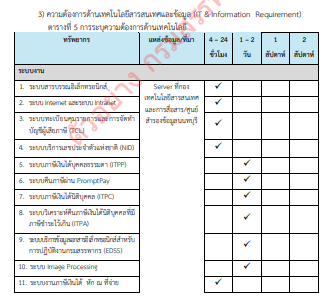 3) ความต้องการด้านเทคโนโลยีสารสนเทศและข้อมูล (IT & Information Requirement)
ตารางที่ 5 การระบุความต้องการด้านเทคโนโลยี
ทรัพยากร แหล่งข้อมูล/ที่มา 4 – 24 ชั่วโมง 1 – 2 วัน 1 สัปดาห์ 2 สัปดาห์
ระบบงาน
1. ระบบสารบรรณอิเล็กทรอนิกส์ ✓
2. ระบบ Internet และระบบ Intranet ✓
3. ระบบทะเบียนคุมรายการและการจัดทำ
บัญชีผู้เสียภาษี (TCL) ✓
4. ระบบบริการเลขประจำตัวแห่งชาติ (NID) ✓
5. ระบบภาษีเงินได้บุคคลธรรมดา (ITPP) ✓
6. ระบบคืนภาษีผ่าน PromptPay ✓
7. ระบบภาษีเงินได้นิติบุคคล (ITPC) ✓
8. ระบบวิเคราะห์คืนภาษีเงินได้นิติบุคคลที่มี
ภาษีชำระไว้เกิน (ITPA) ✓
9. ระบบบริการข้อมูลเอกสารอิเล็กทรอนิกส์สำหรับ
การปฏิบัติงานกรมสรรพากร (EDSS) ✓
10. ระบบ Image Processing ✓
11. ระบบงานภาษีเงินได้ หัก ณ ที่จ่าย ✓
Server ที่กอง
เทคโนโลยีสารสนเทศ
และการสื่อสาร/ศูนย์
สำรองข้อมูลนนทบุรี
ตัวอย่าง